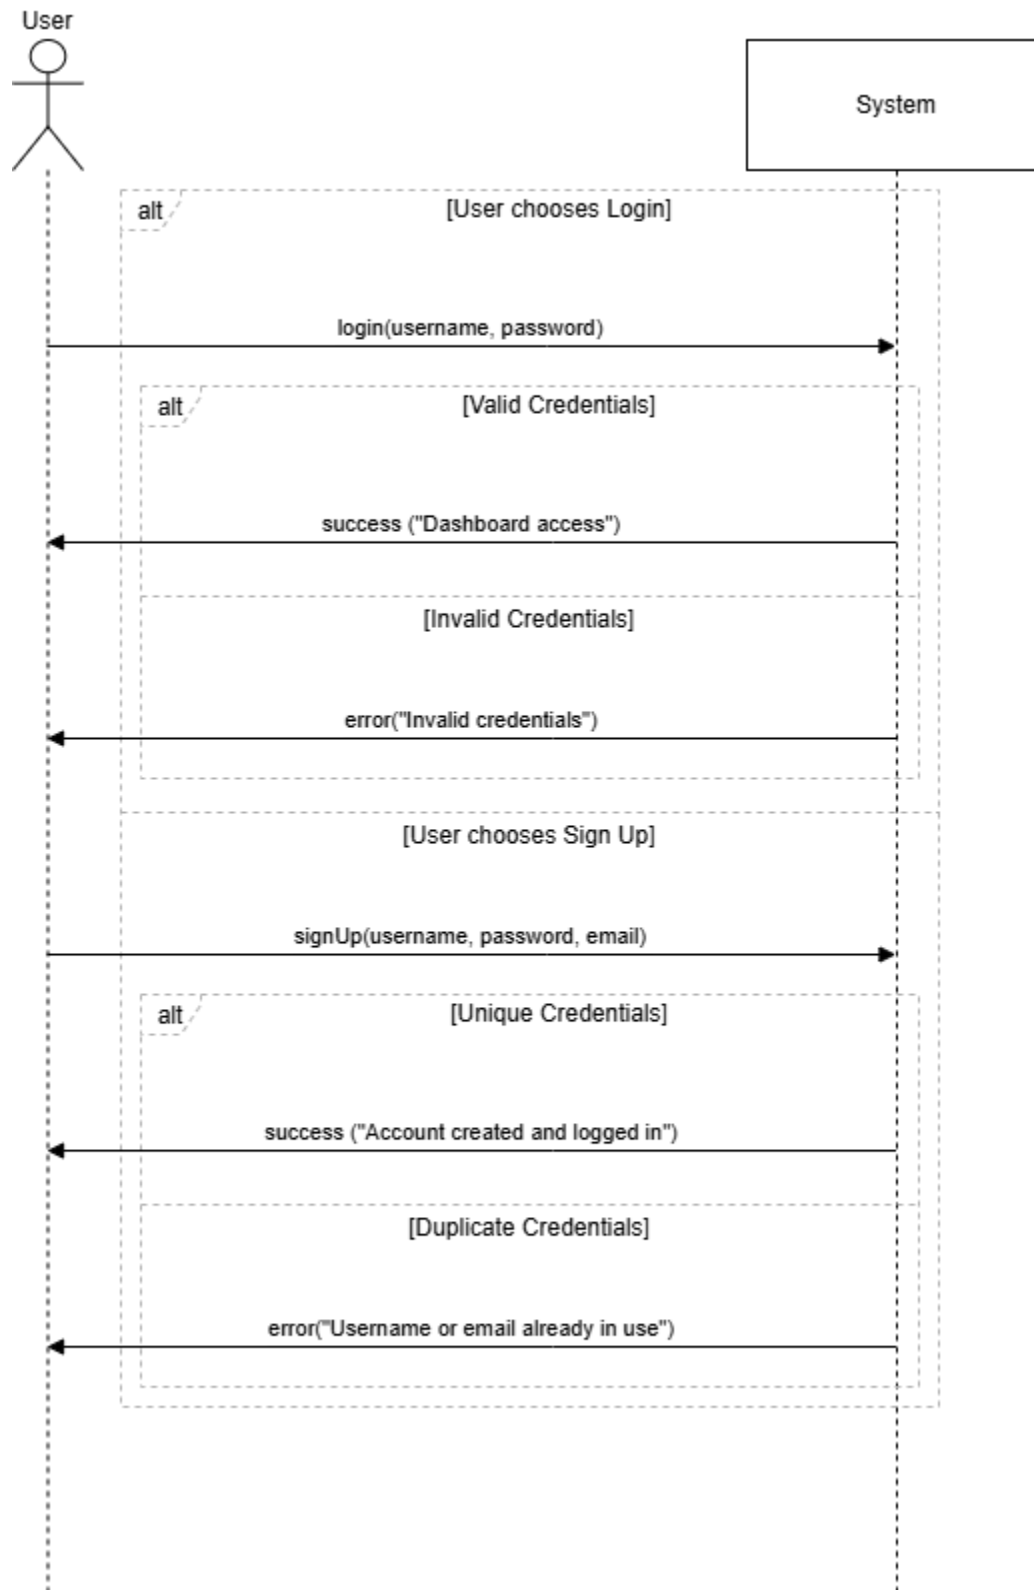 User
System
alt
[User chooses Login]
login(username, password)
alt
[Valid Credentials]
success ("Dashboard access")
[Invalid Credentials]
error("Invalid credentials")
[User chooses Sign Up]
signUp(username, password, email)
alt
[Unique Credentials]
success ("Account created and logged in")
[Duplicate Credentials]
error("Username or email already in use")